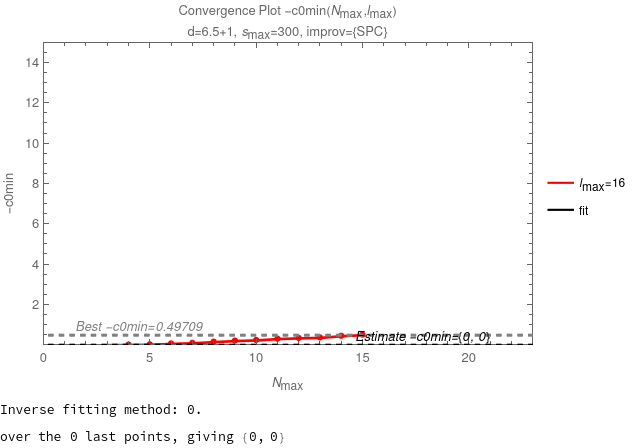 Convergence Plot −c0min(Nmax,lmax)
d=6.5+1, smax=300, improv={SPC}
14
12
10
8
6
4
2
−c0min
Best −c0min=0.49709
Estimate −c0min={0, 0}
0
5
10
15
20
Nmax
lmax=16
fit
Inverse fitting method: 0.
over the 0 last points, giving {0, 0}